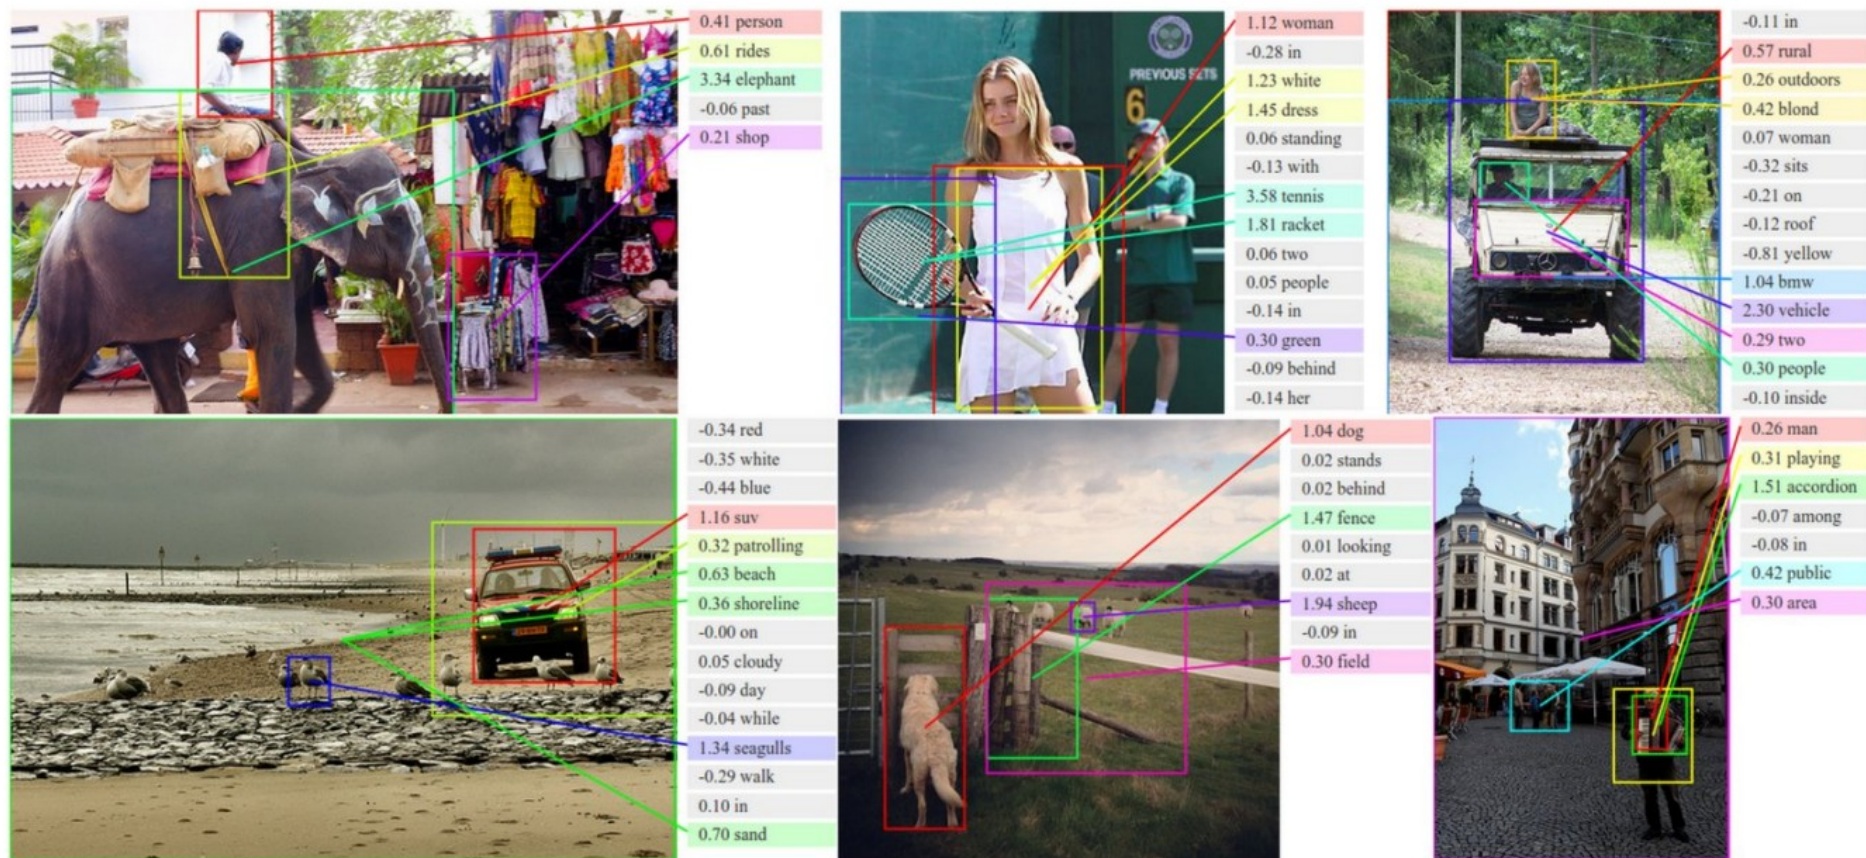 0.41 person
0.61 rides
3.34 elephant
-0.06 past
0.21 shop
PREVIOUS SETS
6
1.12 woman
-0.28 in
1.23 white
1.45 dress
0.06 standing
-0.13 with
3.58 tennis
1.81 racket
0.06 two
0.05 people
-0.14 in
0.30 green
-0.09 behind
-0.14 her
-0.11 in
0.57 rural
0.26 outdoors
0.42 blond
0.07 woman
-0.32 sits
-0.21 on
-0.12 roof
-0.81 yellow
1.04 bmw
2.30 vehicle
0.29 two
0.30 people
-0.10 inside
-0.34 red
-0.35 white
-0.44 blue
1.16 suv
0.32 patrolling
0.63 beach
0.36 shoreline
-0.00 on
0.05 cloudy
-0.09 day
-0.04 while
1.34 seagulls
-0.29 walk
0.10 in
0.70 sand
1.04 dog
0.02 stands
0.02 behind
1.47 fence
0.01 looking
0.02 at
1.94 sheep
-0.09 in
0.30 field
0.26 man
0.31 playing
1.51 accordion
-0.07 among
-0.08 in
0.42 public
0.30 area